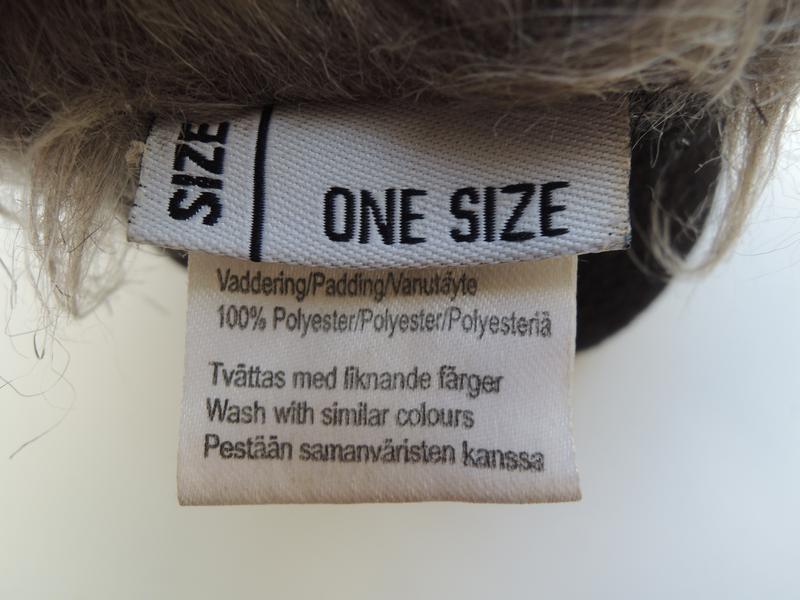 SIZE
ONE SIZE
Vaddering/Padding/Vanutäyte
100% Polyester/Polyester/Polyesteriä
Tvättas med liknande färger
Wash with similar colours
Pestään samanväristen kanssa